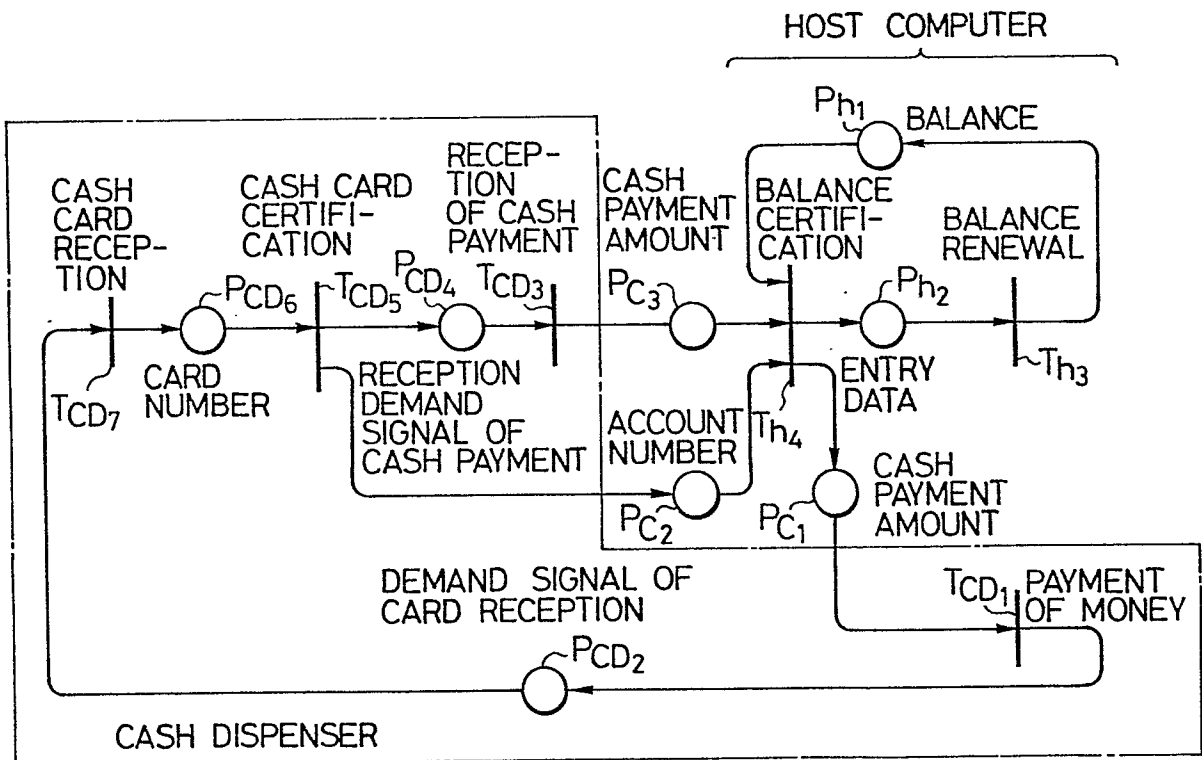 HOST COMPUTER
Ph1
BALANCE
CASH
CARD
RECEP-
TION
CASH CARD
CERTIFI-
CATION
RECEP-
TION
OF CASH
PAYMENT
CASH
PAYMENT
AMOUNT
BALANCE
CERTIFI-
CATION
BALANCE
RENEWAL
PCD6
TCD5
PCD4
TCD3
PC3
Ph2
TCD7
CARD
NUMBER
RECEPTION
DEMAND
SIGNAL OF
CASH PAYMENT
ACCOUNT
NUMBER
Th4
ENTRY
DATA
Th3
PC2
PC1
CASH
PAYMENT
AMOUNT
DEMAND SIGNAL OF
CARD RECEPTION
PCD2
TCD1
PAYMENT
OF MONEY
CASH DISPENSER